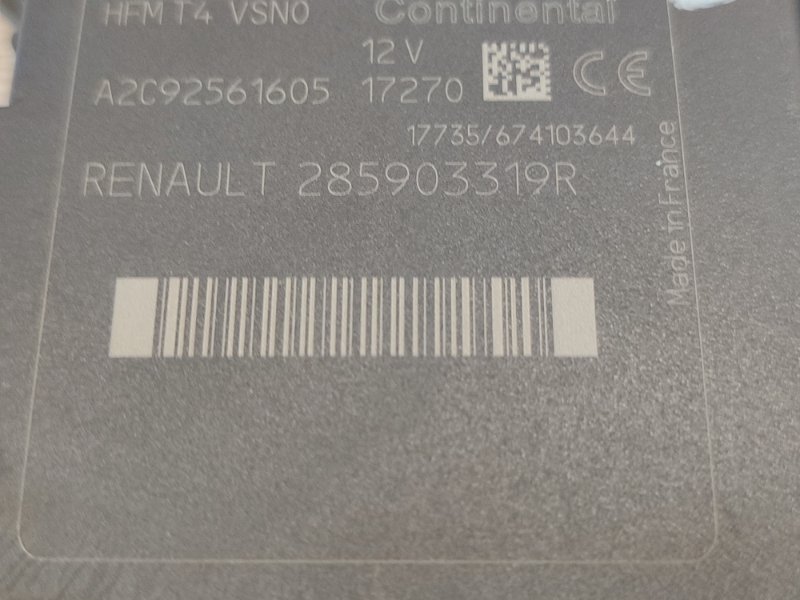 HFM T4 VSN0 Continental
12 V
A2C92561605 17270 CE
17735/674103644
RENAULT 285903319R
Made in France